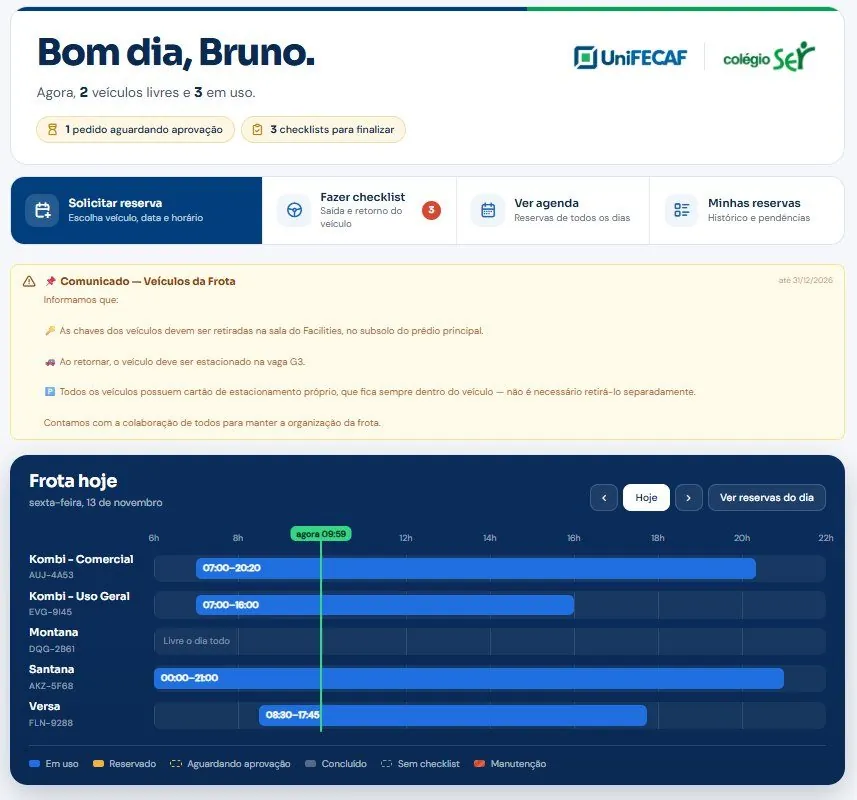 Bom dia, Bruno.
UniFECAF
colégio Ser
Agora, 2 veículos livres e 3 em uso.
1 pedido aguardando aprovação
3 checklists para finalizar
Solicitar reserva
Escolha veículo, data e horário
Fazer checklist
Saída e retorno do
veículo
3
Ver agenda
Reservas de todos os dias
Minhas reservas
Histórico e pendências
Comunicado — Veículos da Frota
até 31/12/2026
Informamos que:
As chaves dos veículos devem ser retiradas na sala do Facilities, no subsolo do prédio principal.
Ao retornar, o veículo deve ser estacionado na vaga G3.
Todos os veículos possuem cartão de estacionamento próprio, que fica sempre dentro do veículo — não é necessário retirá-lo separadamente.
Contamos com a colaboração de todos para manter a organização da frota.
Frota hoje
sexta-feira, 13 de novembro
Hoje
Ver reservas do dia
6h 8h agora 09:59 12h 14h 16h 18h 20h 22h
Kombi - Comercial
AUJ-4A53
07:00–20:20
Kombi - Uso Geral
EVG-9I45
07:00–16:00
Montana
DQG-2B61
Livre o dia todo
Santana
AKZ-5F68
00:00–21:00
Versa
FLN-9288
08:30–17:45
Em uso
Reservado
Aguardando aprovação
Concluído
Sem checklist
Manutenção